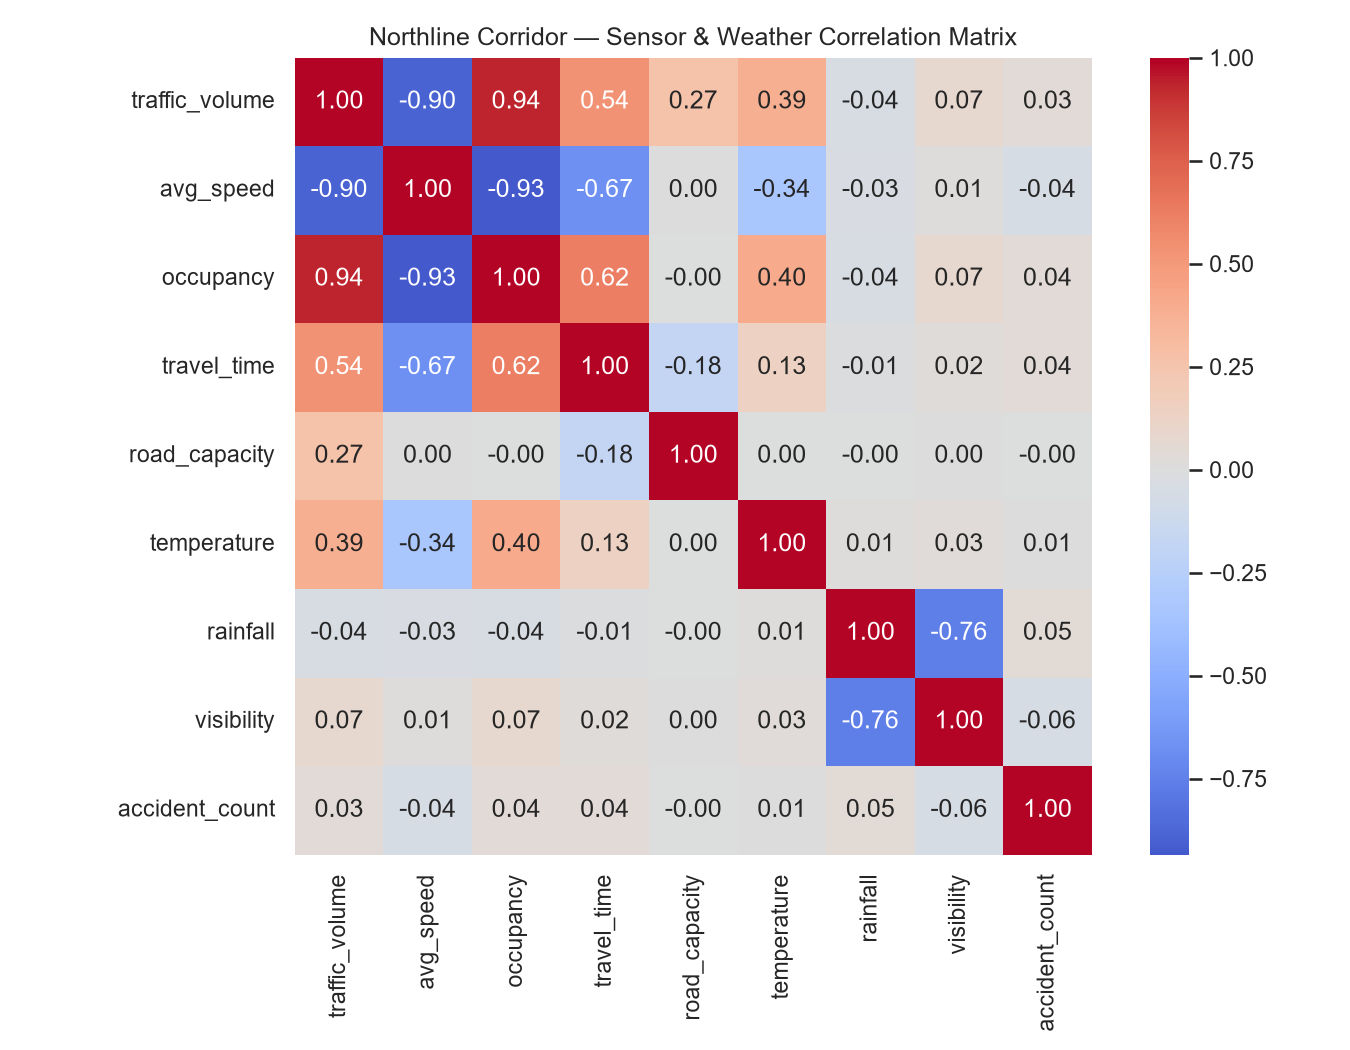 Northline Corridor — Sensor & Weather Correlation Matrix
traffic_volume 1.00 -0.90 0.94 0.54 0.27 0.39 -0.04 0.07 0.03
avg_speed -0.90 1.00 -0.93 -0.67 0.00 -0.34 -0.03 0.01 -0.04
occupancy 0.94 -0.93 1.00 0.62 -0.00 0.40 -0.04 0.07 0.04
travel_time 0.54 -0.67 0.62 1.00 -0.18 0.13 -0.01 0.02 0.04
road_capacity 0.27 0.00 -0.00 -0.18 1.00 0.00 -0.00 0.00 -0.00
temperature 0.39 -0.34 0.40 0.13 0.00 1.00 0.01 0.03 0.01
rainfall -0.04 -0.03 -0.04 -0.01 -0.00 0.01 1.00 -0.76 0.05
visibility 0.07 0.01 0.07 0.02 0.00 0.03 -0.76 1.00 -0.06
accident_count 0.03 -0.04 0.04 0.04 -0.00 0.01 0.05 -0.06 1.00
traffic_volume
avg_speed
occupancy
travel_time
road_capacity
temperature
rainfall
visibility
accident_count
1.00
0.75
0.50
0.25
0.00
−0.25
−0.50
−0.75